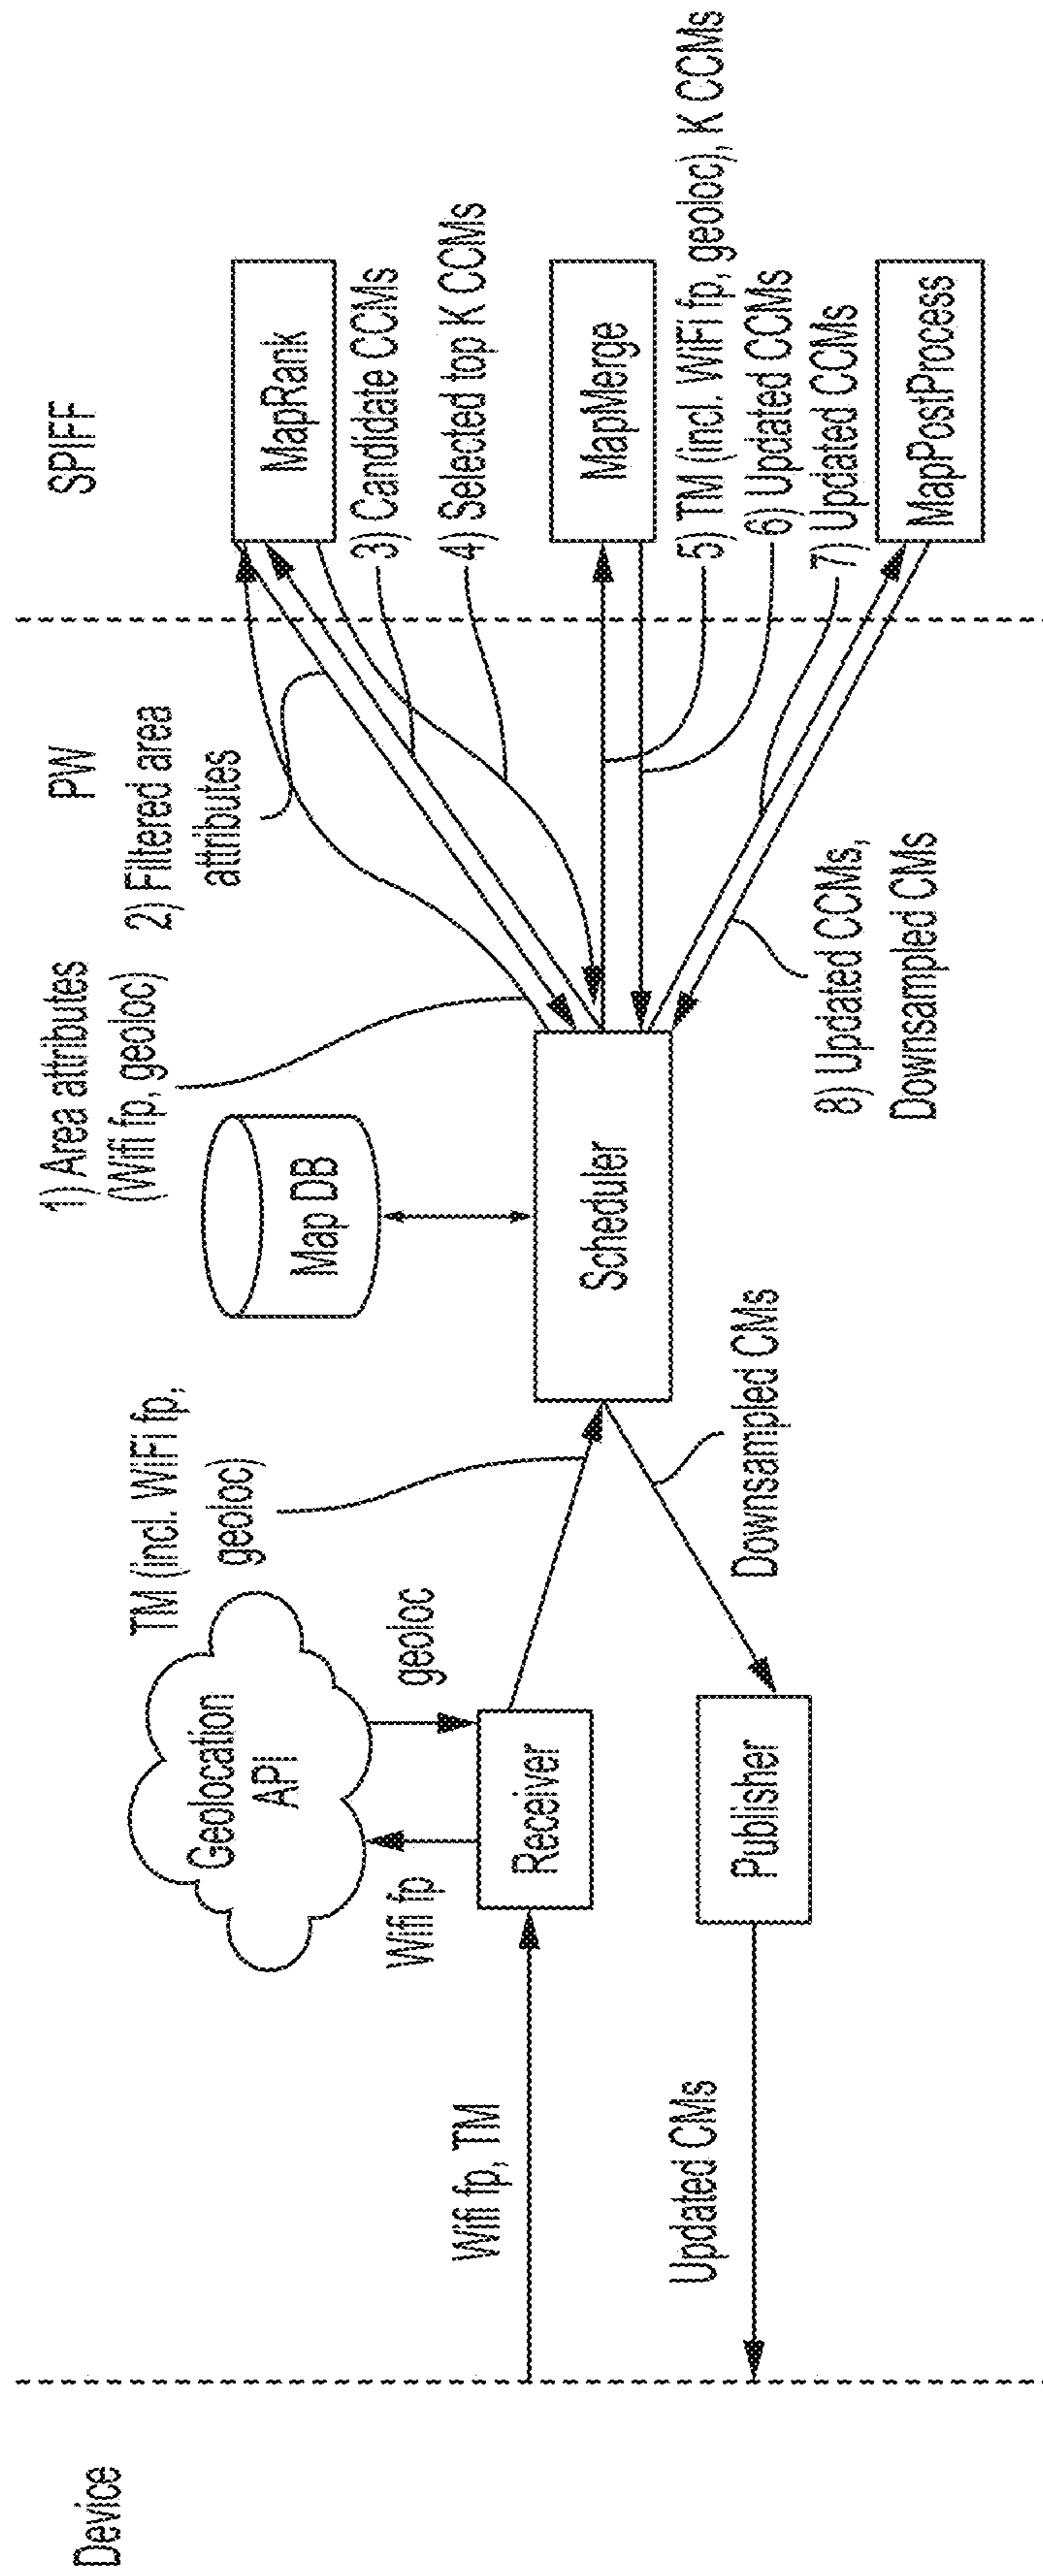 Device
PW
SPIFF
1) Area attributes
(Wifi fp, geoloc)
2) Filtered area
attributes
MapRank
3) Candidate CCMs
4) Selected top K CCMs
TM (incl. WiFi fp,
geoloc)
Map DB
Geolocation
API
Wifi fp
geoloc
Wifi fp, TM
Receiver
Scheduler
MapMerge
5) TM (incl. WiFi fp, geoloc), K CCMs
6) Updated CCMs
7) Updated CCMs
Updated CMs
Publisher
Downsampled CMs
8) Updated CCMs,
Downsampled CMs
MapPostProcess